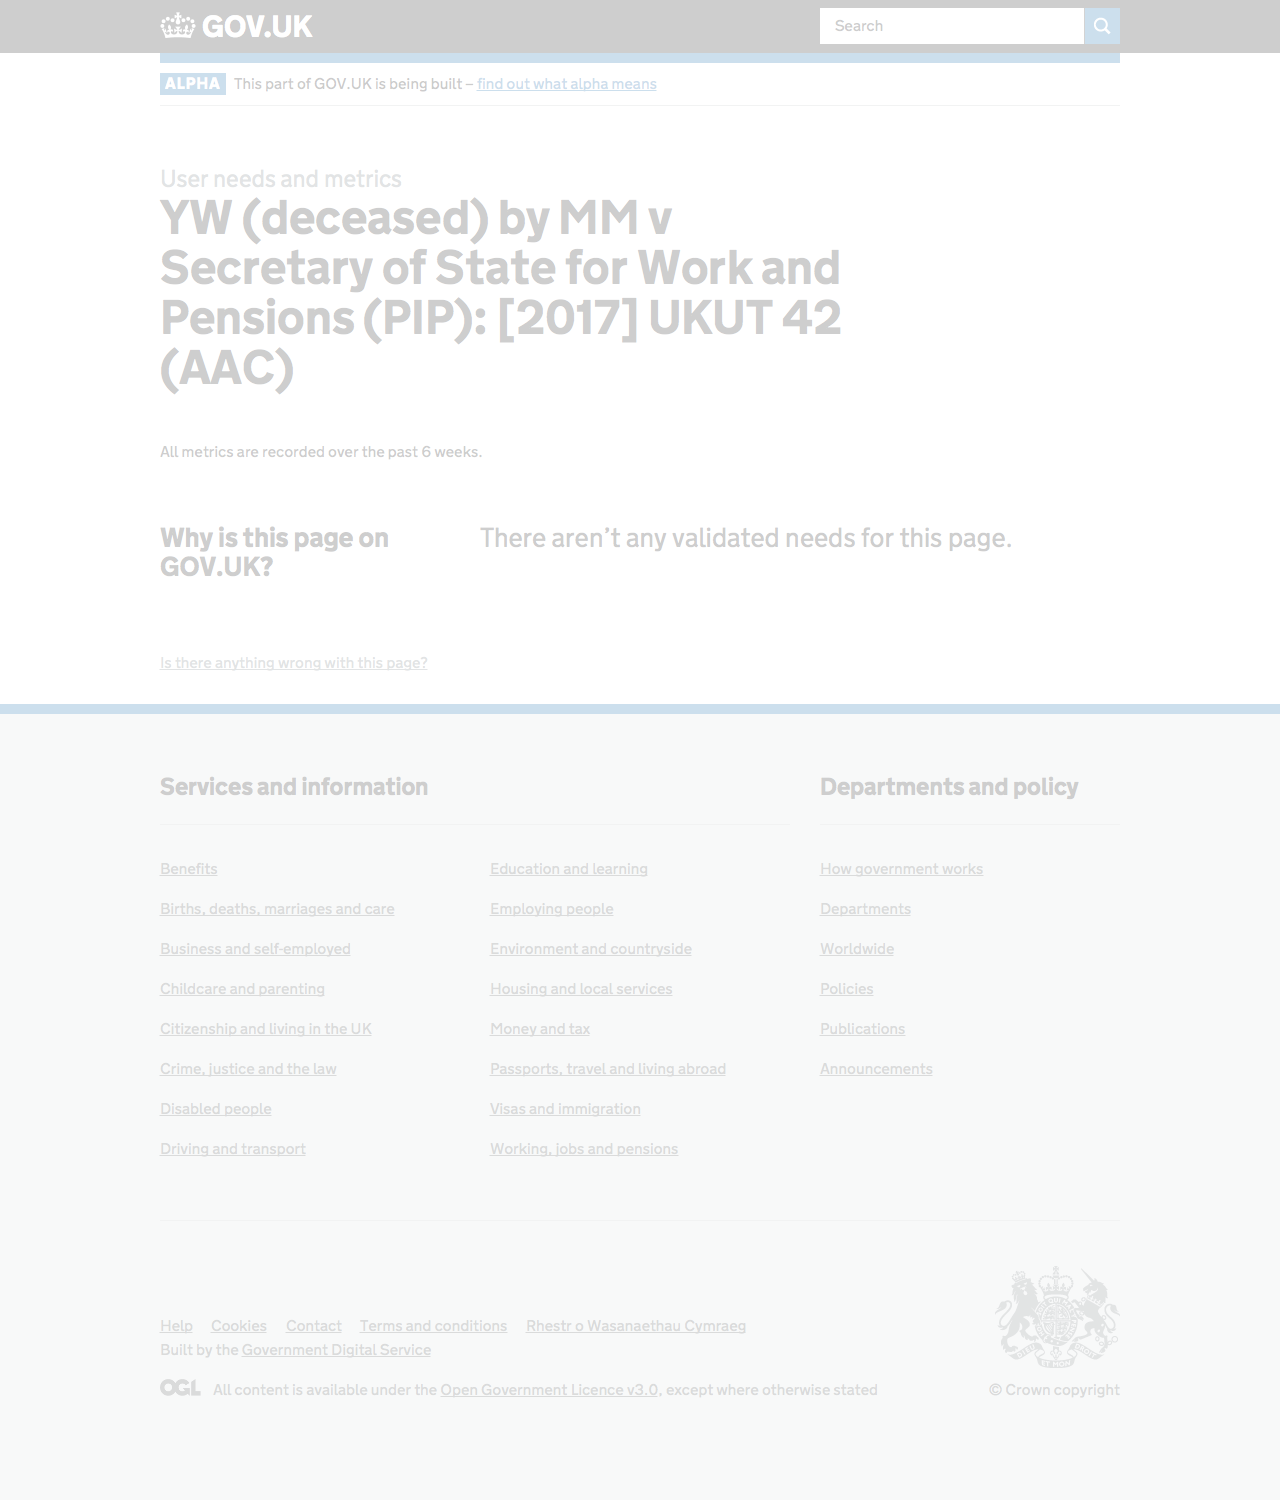 GOV.UK
Search
ALPHA This part of GOV.UK is being built – find out what alpha means
User needs and metrics
YW (deceased) by MM v
Secretary of State for Work and
Pensions (PIP): [2017] UKUT 42
(AAC)
All metrics are recorded over the past 6 weeks.
Why is this page on
GOV.UK?
There aren’t any validated needs for this page.
Is there anything wrong with this page?
Services and information
Benefits
Births, deaths, marriages and care
Business and self-employed
Childcare and parenting
Citizenship and living in the UK
Crime, justice and the law
Disabled people
Driving and transport
Education and learning
Employing people
Environment and countryside
Housing and local services
Money and tax
Passports, travel and living abroad
Visas and immigration
Working, jobs and pensions
Departments and policy
How government works
Departments
Worldwide
Policies
Publications
Announcements
Help Cookies Contact Terms and conditions Rhestr o Wasanaethau Cymraeg
Built by the Government Digital Service
OGL All content is available under the Open Government Licence v3.0, except where otherwise stated
© Crown copyright